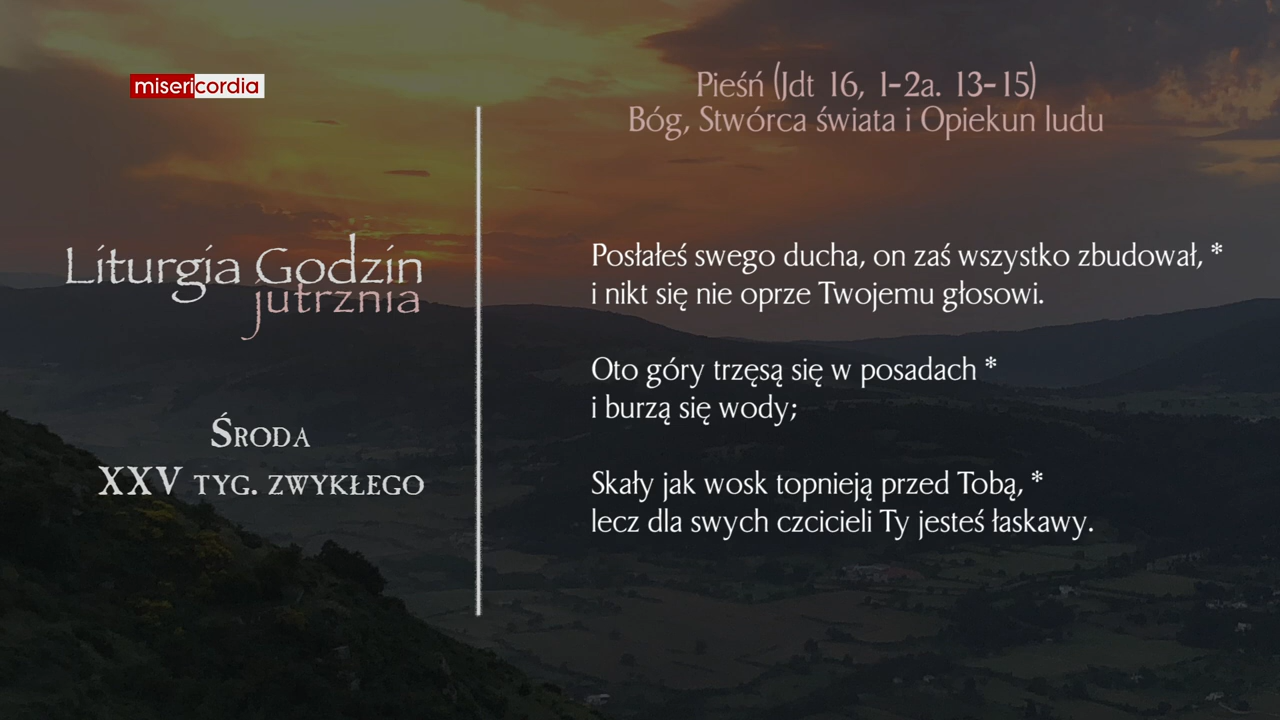 misericordia
Liturgia Godzin
jutrznia
Środa
XXV tyg. zwykłego
Pieśń (Jdt 16, 1-2a. 13-15)
Bóg, Stwórca świata i Opiekun ludu
Posłałeś swego ducha, on zaś wszystko zbudował, *
i nikt się nie oprze Twojemu głosowi.
Oto góry trzęsą się w posadach *
i burzą się wody;
Skały jak wosk topnieją przed Tobą, *
lecz dla swych czcicieli Ty jesteś łaskawy.